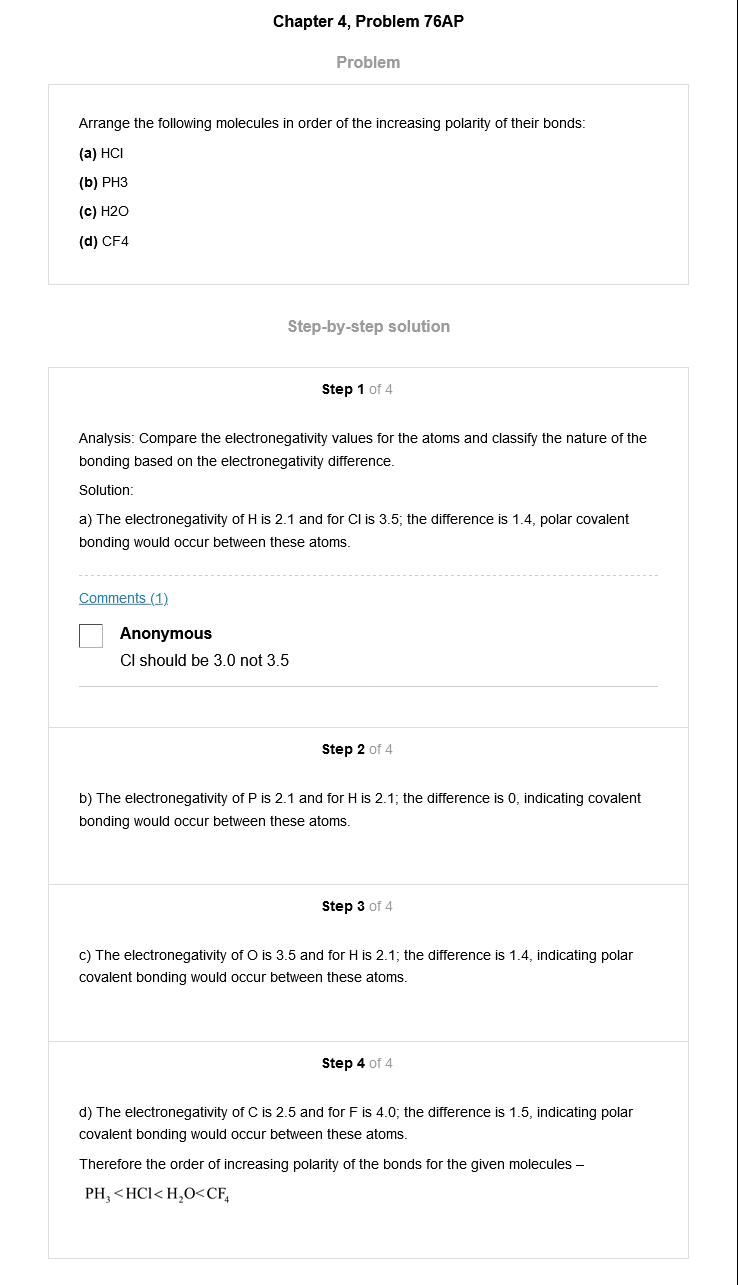 Chapter 4, Problem 76AP
Problem
Arrange the following molecules in order of the increasing polarity of their bonds:
(a) HCl
(b) PH3
(c) H2O
(d) CF4
Step-by-step solution
Step 1 of 4
Analysis: Compare the electronegativity values for the atoms and classify the nature of the
bonding based on the electronegativity difference.
Solution:
a) The electronegativity of H is 2.1 and for Cl is 3.5; the difference is 1.4, polar covalent
bonding would occur between these atoms.
Comments (1)
Anonymous
Cl should be 3.0 not 3.5
Step 2 of 4
b) The electronegativity of P is 2.1 and for H is 2.1; the difference is 0, indicating covalent
bonding would occur between these atoms.
Step 3 of 4
c) The electronegativity of O is 3.5 and for H is 2.1; the difference is 1.4, indicating polar
covalent bonding would occur between these atoms.
Step 4 of 4
d) The electronegativity of C is 2.5 and for F is 4.0; the difference is 1.5, indicating polar
covalent bonding would occur between these atoms.
Therefore the order of increasing polarity of the bonds for the given molecules –
PH₃ <HCl< H₂O<CF₄